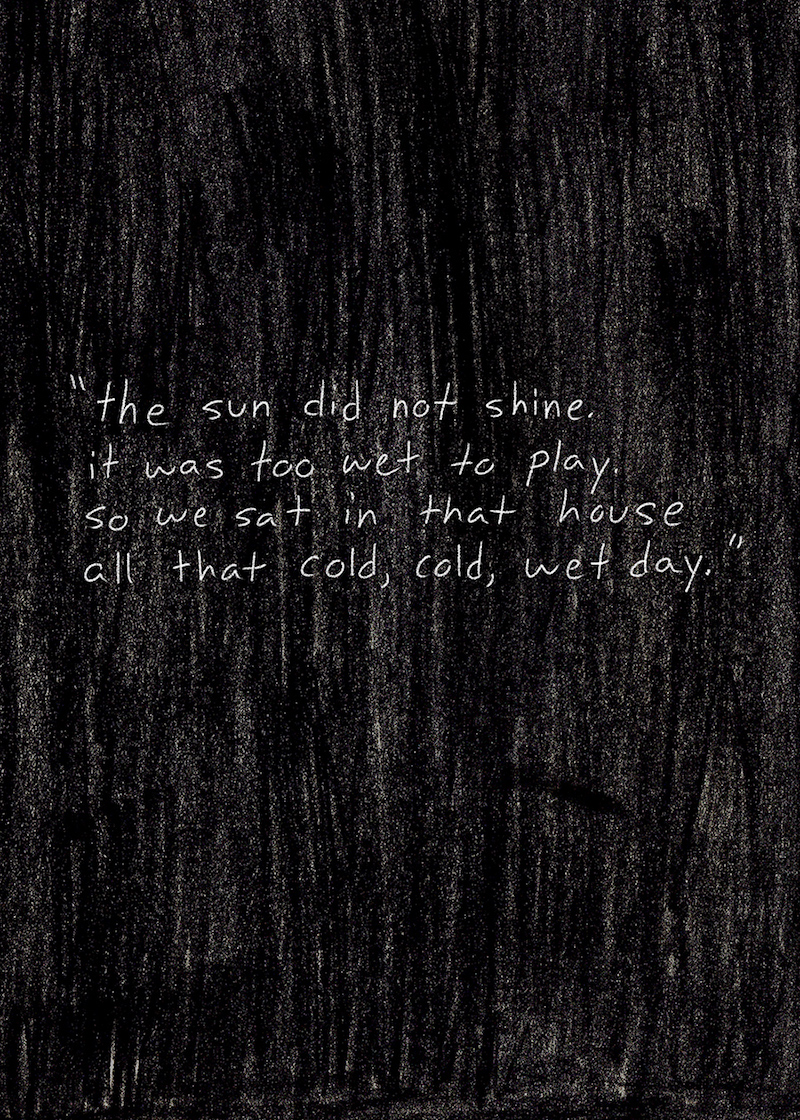 "the sun did not shine.
it was too wet to play.
so we sat in that house
all that cold, cold, wet day."